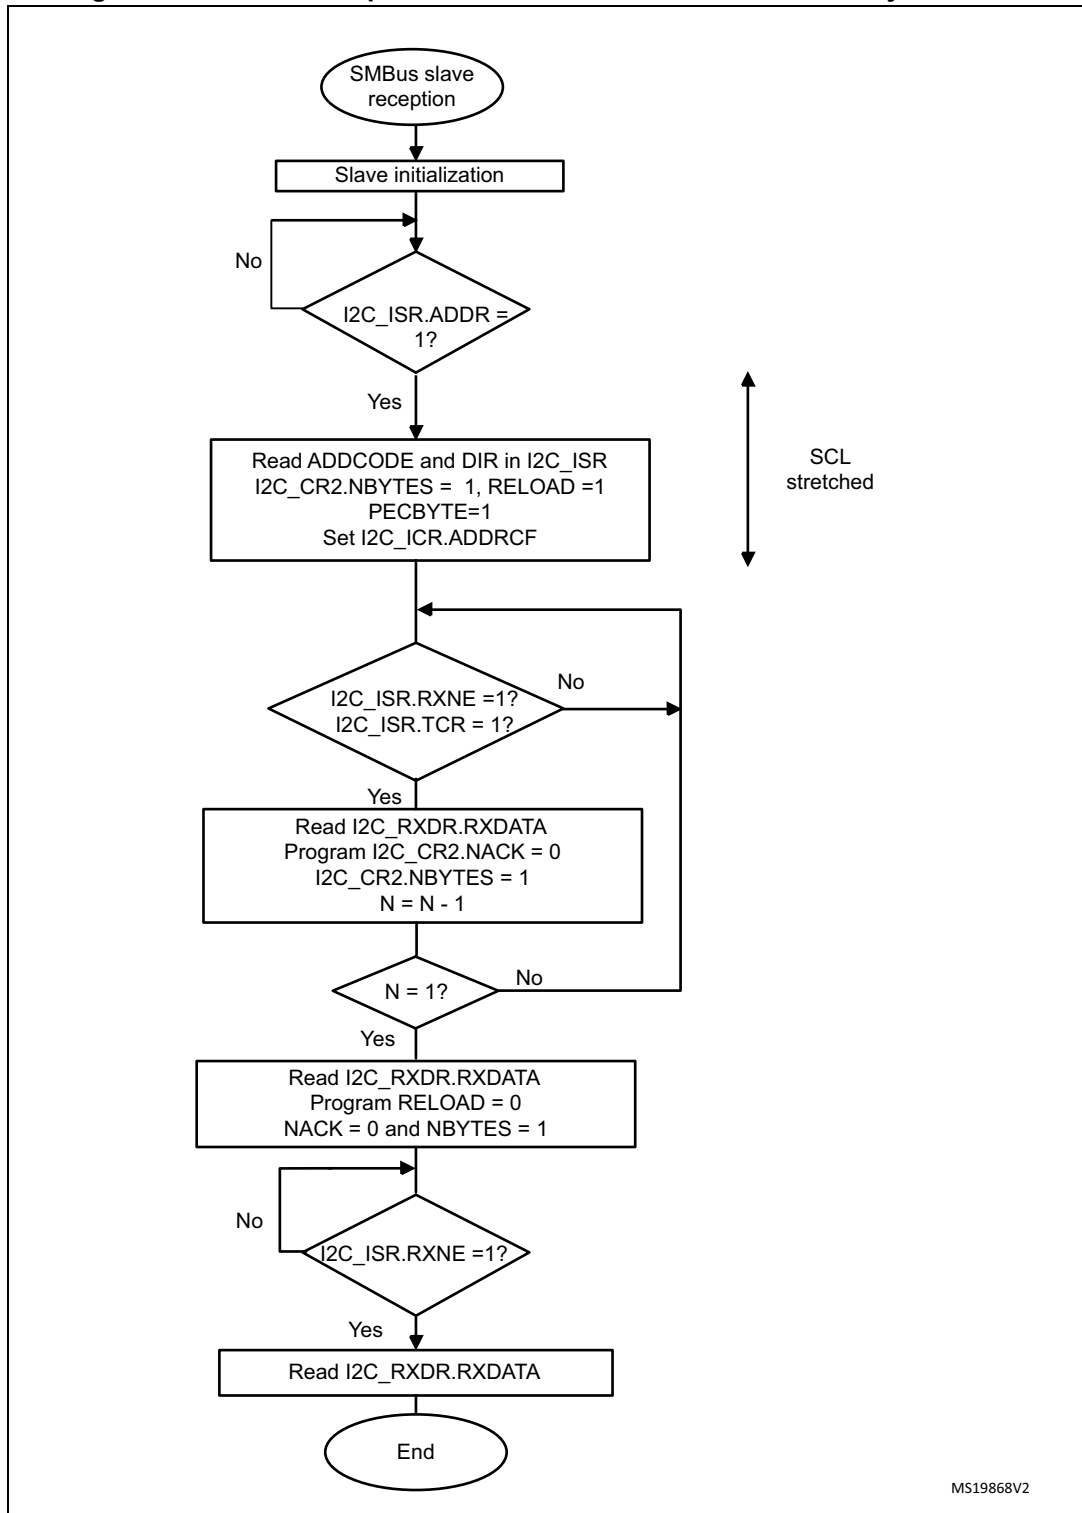 SMBus slave
reception
Slave initialization
No
I2C_ISR.ADDR =
1?
Yes
Read ADDCODE and DIR in I2C_ISR
I2C_CR2.NBYTES = 1, RELOAD =1
PECBYTE=1
Set I2C_ICR.ADDRCF
SCL
stretched
I2C_ISR.RXNE =1?
I2C_ISR.TCR = 1?
No
Yes
Read I2C_RXDR.RXDATA
Program I2C_CR2.NACK = 0
I2C_CR2.NBYTES = 1
N = N - 1
N = 1?
No
Yes
Read I2C_RXDR.RXDATA
Program RELOAD = 0
NACK = 0 and NBYTES = 1
No
I2C_ISR.RXNE =1?
Yes
Read I2C_RXDR.RXDATA
End
MS19868V2